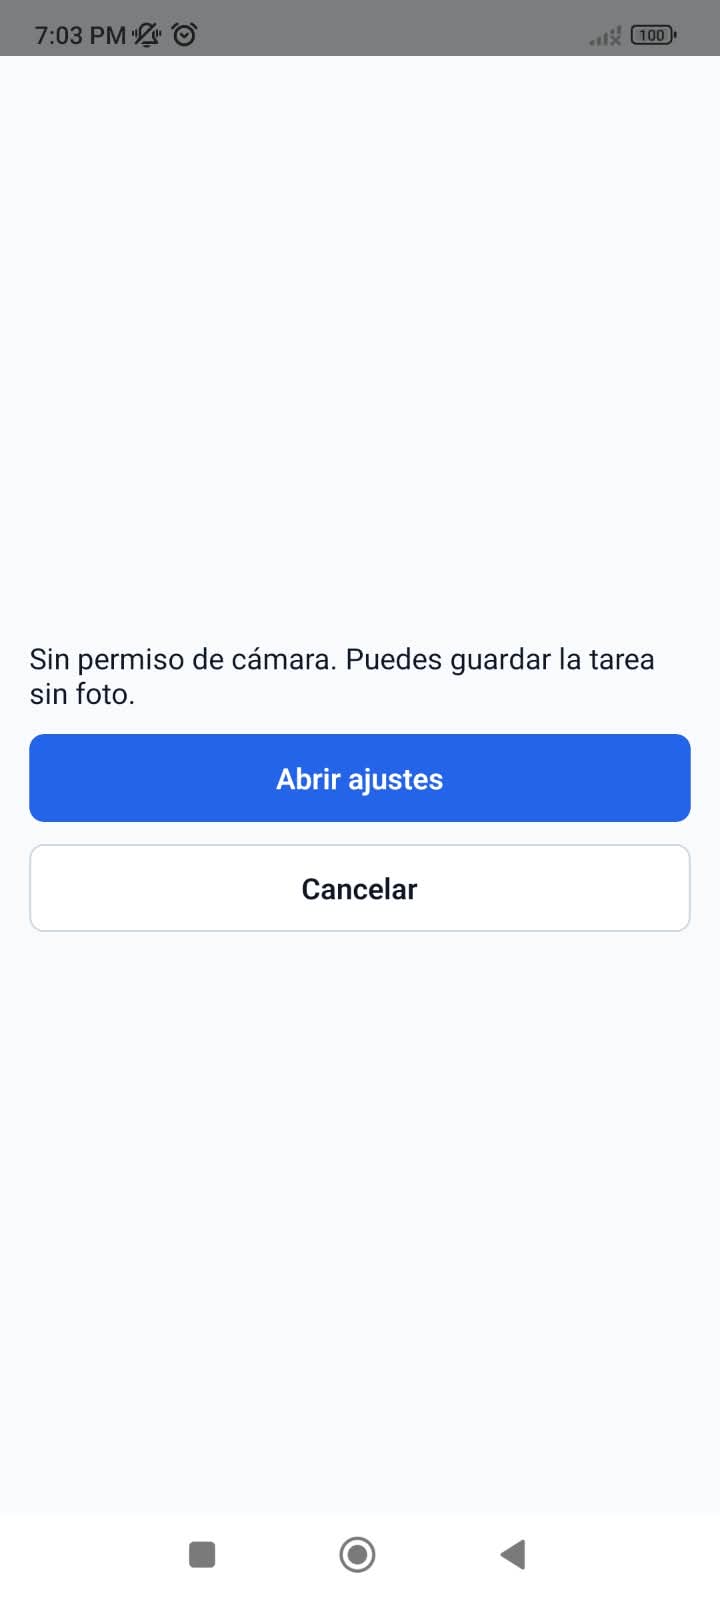 7:03 PM
100
Sin permiso de cámara. Puedes guardar la tarea
sin foto.
Abrir ajustes
Cancelar